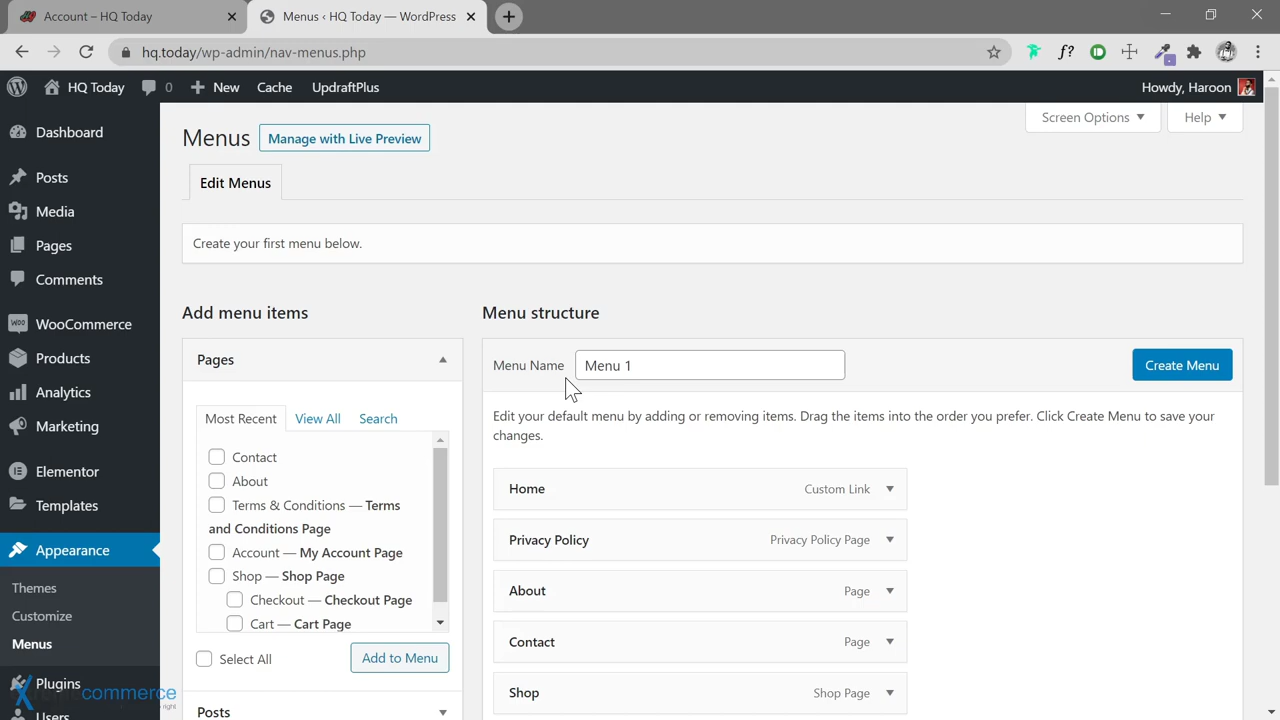 Account – HQ Today
Menus ‹ HQ Today — WordPress
hq.today/wp-admin/nav-menus.php
f?
HQ Today
0
New
Cache
UpdraftPlus
Howdy, Haroon
Dashboard
Posts
Media
Pages
Comments
WooCommerce
Products
Analytics
Marketing
Elementor
Templates
Appearance
Themes
Customize
Menus
Plugins
Users
commerce
right
Menus
Manage with Live Preview
Screen Options
Help
Edit Menus
Create your first menu below.
Add menu items
Pages
Most Recent
View All
Search
Contact
About
Terms & Conditions — Terms
and Conditions Page
Account — My Account Page
Shop — Shop Page
Checkout — Checkout Page
Cart — Cart Page
Select All
Add to Menu
Posts
Menu structure
Menu Name
Menu 1
Create Menu
Edit your default menu by adding or removing items. Drag the items into the order you prefer. Click Create Menu to save your
changes.
Home
Custom Link
Privacy Policy
Privacy Policy Page
About
Page
Contact
Page
Shop
Shop Page